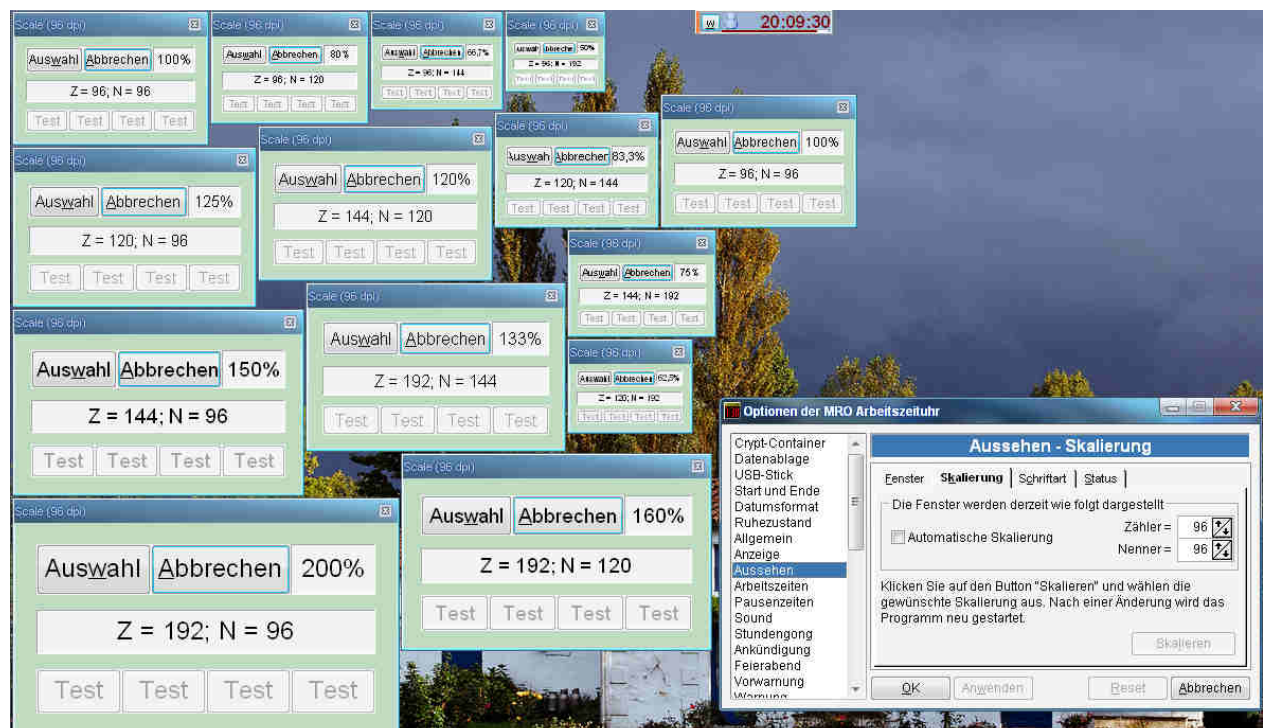 Scale (96 dpi)
Auswahl Abbrechen 100%
Z = 96; N = 96
Test Test Test Test
Scale (96 dpi)
Auswahl Abbrechen 80%
Z = 96; N = 120
Test Test Test Test
Scale (96 dpi)
Auswahl Abbrechen 66,7%
Z = 96; N = 144
Test Test Test Test
Scale (96 dpi)
Auswahl Abbreche 50%
Z = 96; N = 192
Test Test Test Test
w 20:09:30
Scale (96 dpi)
Auswahl Abbrechen 125%
Z = 120; N = 96
Test Test Test Test
Scale (96 dpi)
Auswahl Abbrechen 120%
Z = 144; N = 120
Test Test Test Test
Scale (96 dpi)
Auswah Abbrecher 83,3%
Z = 120; N = 144
Test Test Test Test
Scale (96 dpi)
Auswahl Abbrechen 100%
Z = 96; N = 96
Test Test Test Test
Scale (96 dpi)
Auswahl Abbrechen 75%
Z = 144; N = 192
Test Test Test Test
Scale (96 dpi)
Auswahl Abbrechen 150%
Z = 144; N = 96
Test Test Test Test
Scale (96 dpi)
Auswahl Abbrechen 133%
Z = 192; N = 144
Test Test Test Test
Scale (96 dpi)
Auswahl Abbrechen 62,5%
Z = 120; N = 192
Test Test Test Test
Scale (96 dpi)
Auswahl Abbrechen 200%
Z = 192; N = 96
Test Test Test Test
Scale (96 dpi)
Auswahl Abbrechen 160%
Z = 192; N = 120
Test Test Test Test
Optionen der MRO Arbeitszeituhr
Crypt-Container
Datenablage
USB-Stick
Start und Ende
Datumsformat
Ruhezustand
Allgemein
Anzeige
Aussehen
Arbeitszeiten
Pausenzeiten
Sound
Stundengong
Ankündigung
Feierabend
Vorwarnung
Warnung
Aussehen - Skalierung
Fenster Skalierung Schriftart Status
Die Fenster werden derzeit wie folgt dargestellt
Automatische Skalierung
Zähler = 96
Nenner = 96
Klicken Sie auf den Button "Skalieren" und wählen die
gewünschte Skalierung aus. Nach einer Änderung wird das
Programm neu gestartet.
Skalieren
OK Anwenden Reset Abbrechen